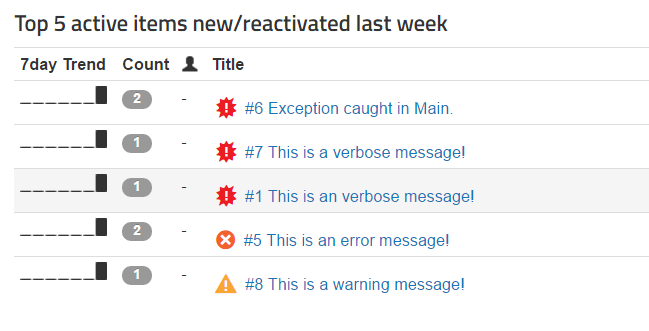 Top 5 active items new/reactivated last week
7day Trend Count Title
2 - #6 Exception caught in Main.
1 - #7 This is a verbose message!
1 - #1 This is an verbose message!
2 - #5 This is an error message!
1 - #8 This is a warning message!